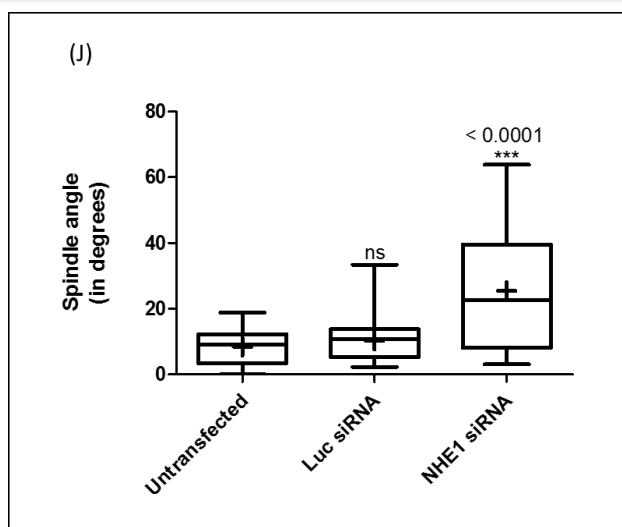 (J)
80
60
40
20
0
Spindle angle
(in degrees)
ns
< 0.0001
***
Untransfected
Luc siRNA
NHE1 siRNA